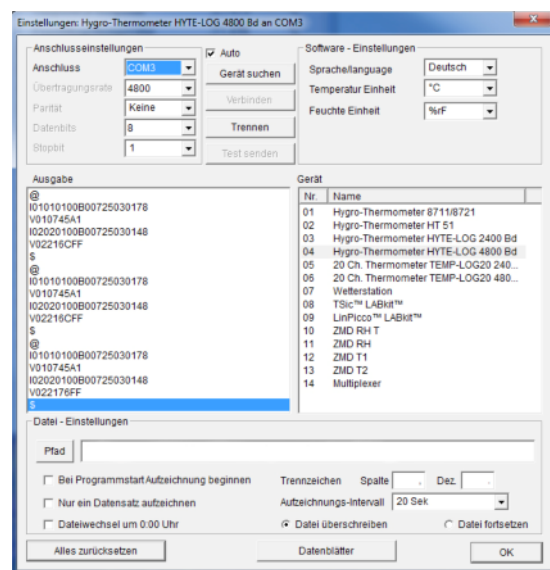 Einstellungen: Hygro-Thermometer HYTE-LOG 4800 Bd an COM3
Anschlusseinstellungen
Anschluss COM3
Übertragungsrate 4800
Parität Keine
Datenbits 8
Stopbit 1
Auto
Gerät suchen
Verbinden
Trennen
Test senden
Software - Einstellungen
Sprache/language Deutsch
Temperatur Einheit °C
Feuchte Einheit %rF
Ausgabe
@
I01010100B00725030178
V010745A1
I02020100B00725030148
V02216CFF
$
@
I01010100B00725030178
V010745A1
I02020100B00725030148
V02216CFF
$
@
I01010100B00725030178
V010745A1
I02020100B00725030148
V022176FF
$
Gerät
Nr. Name
01 Hygro-Thermometer 8711/8721
02 Hygro-Thermometer HT 51
03 Hygro-Thermometer HYTE-LOG 2400 Bd
04 Hygro-Thermometer HYTE-LOG 4800 Bd
05 20 Ch. Thermometer TEMP-LOG20 240...
06 20 Ch. Thermometer TEMP-LOG20 480...
07 Wetterstation
08 TSic™ LABkit™
09 LinPicco™ LABkit™
10 ZMD RH T
11 ZMD RH
12 ZMD T1
13 ZMD T2
14 Multiplexer
Datei - Einstellungen
Pfad
Bei Programmstart Aufzeichnung beginnen
Nur ein Datensatz aufzeichnen
Dateiwechsel um 0:00 Uhr
Trennzeichen Spalte , Dez. ,
Aufzeichnungs-Intervall 20 Sek
Datei überschreiben Datei fortsetzen
Alles zurücksetzen Datenblätter OK